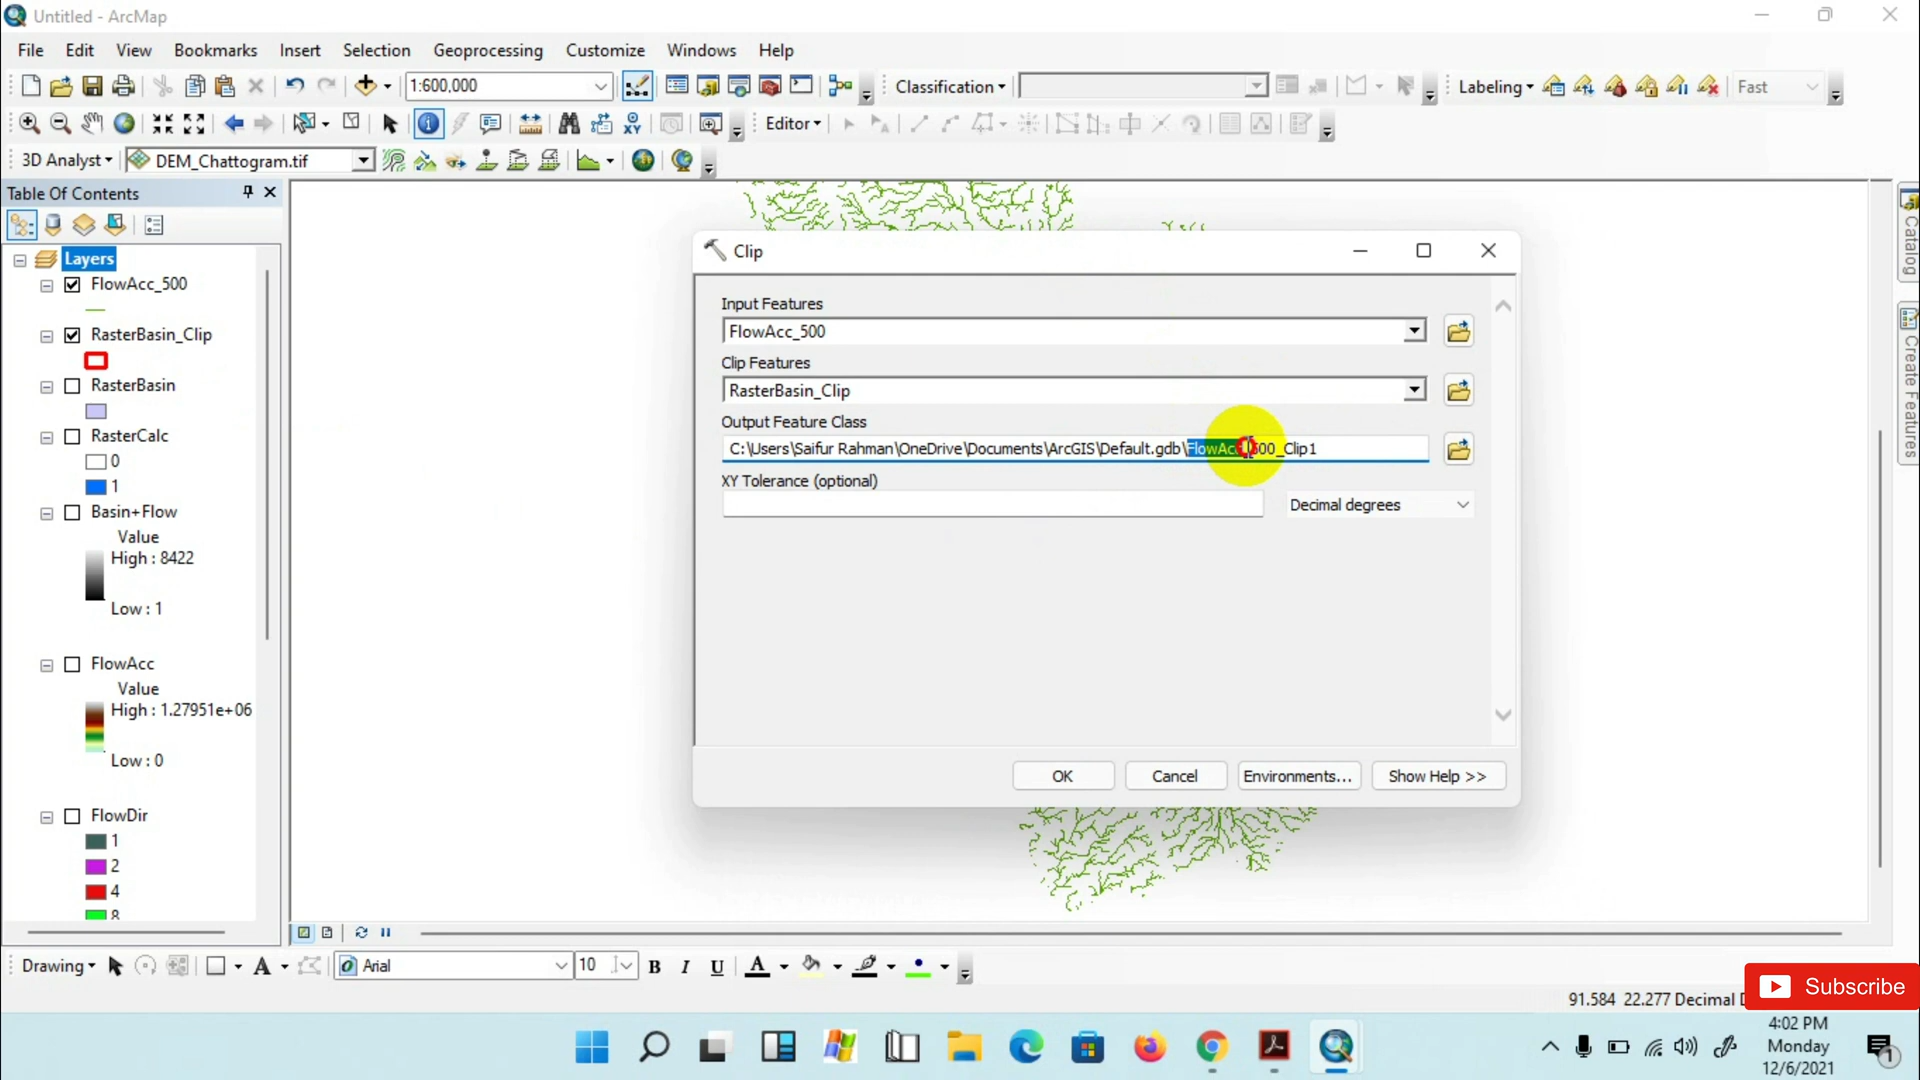 Untitled - ArcMap
File Edit View Bookmarks Insert Selection Geoprocessing Customize Windows Help
1:600,000 Classification Labeling Fast
Editor
3D Analyst DEM_Chattogram.tif
Table Of Contents
Layers
FlowAcc_500
RasterBasin_Clip
RasterBasin
RasterCalc
0
1
Basin+Flow
Value
High : 8422
Low : 1
FlowAcc
Value
High : 1.27951e+06
Low : 0
FlowDir
1
2
4
8
Clip
Input Features
FlowAcc_500
Clip Features
RasterBasin_Clip
Output Feature Class
C:\Users\Saifur Rahman\OneDrive\Documents\ArcGIS\Default.gdb\FlowAcc_500_Clip1
XY Tolerance (optional)
Decimal degrees
OK Cancel Environments... Show Help >>
Catalog
Create Features
Drawing Arial 10 B I U A
Subscribe
91.584 22.277 Decimal D
4:02 PM
Monday
12/6/2021
1